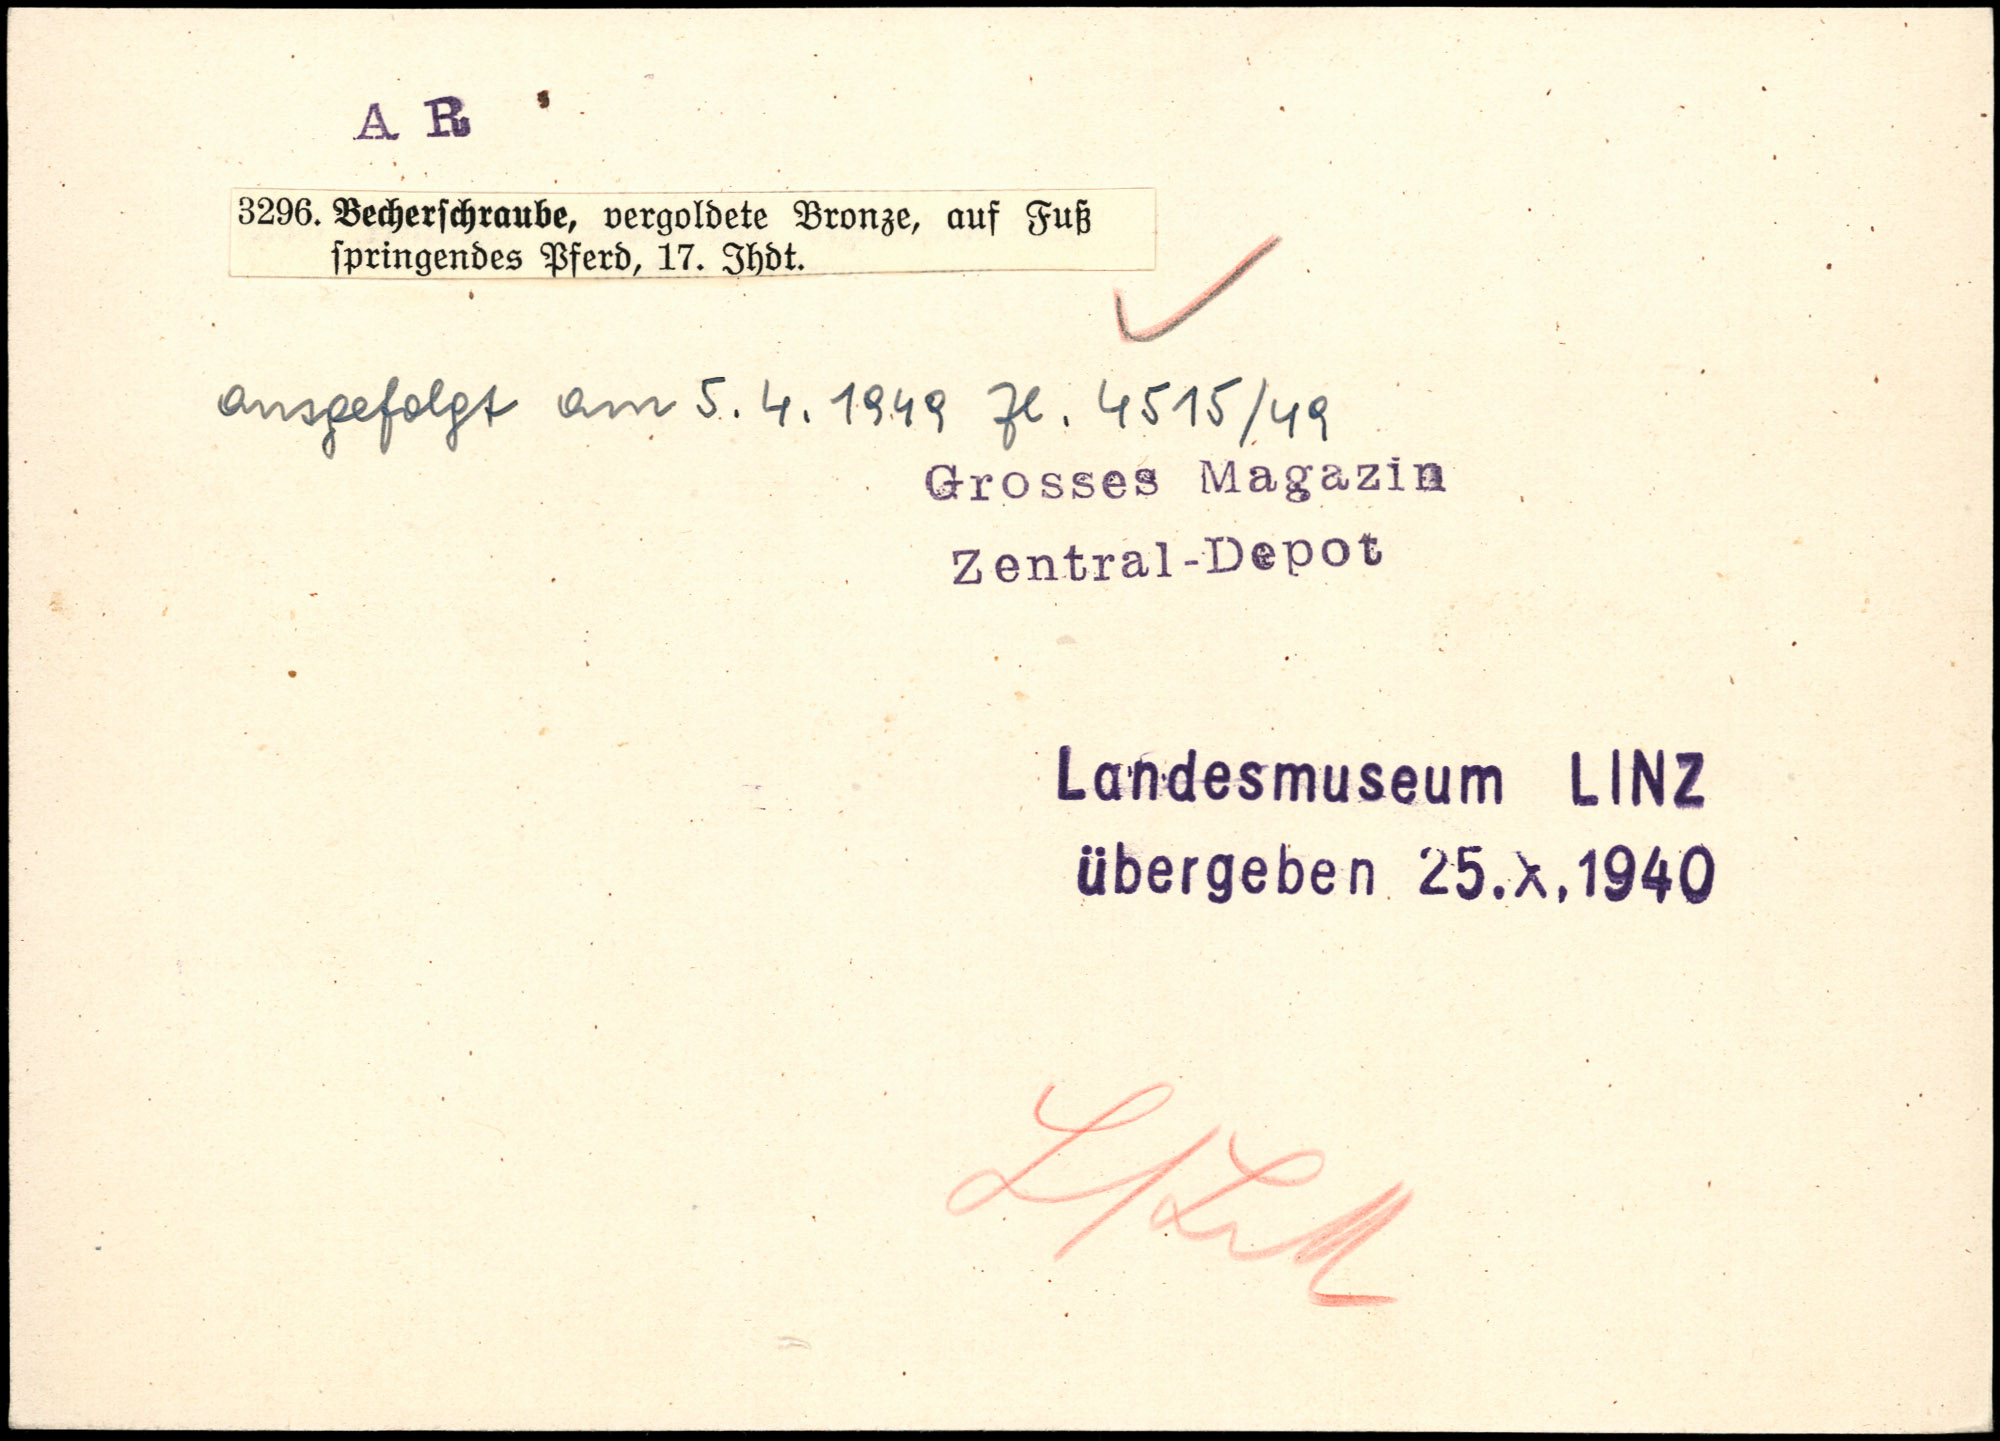 A R
3296. Becherschraube, vergoldete Bronze, auf Fuß
springendes Pferd, 17. Jhdt.
ausgefolgt am 5.4.1949 Zl. 4515/49
Grosses Magazin
Zentral-Depot
Landesmuseum LINZ
übergeben 25.X.1940